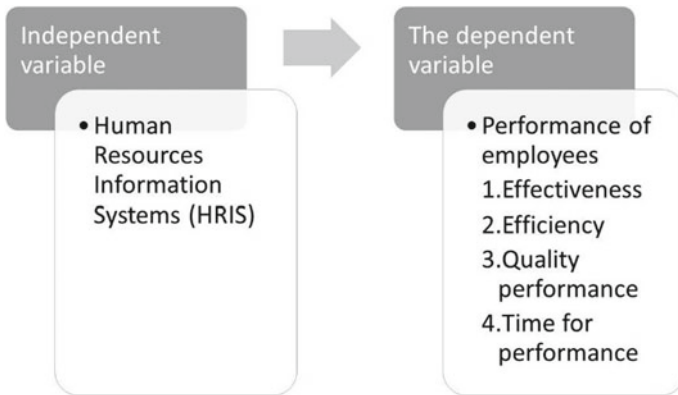 Independent
variable
• Human
Resources
Information
Systems (HRIS)
The dependent
variable
• Performance of
employees
1.Effectiveness
2.Efficiency
3.Quality
performance
4.Time for
performance